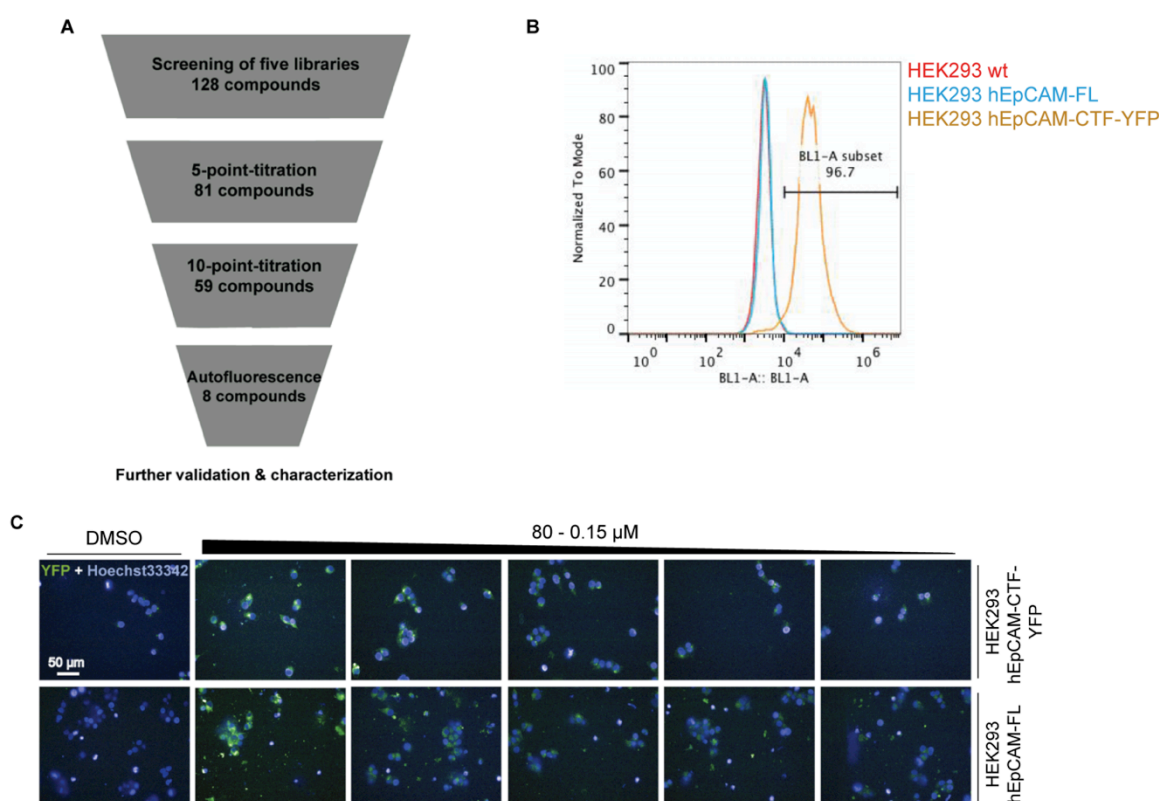 A
Screening of five libraries
128 compounds
5-point-titration
81 compounds
10-point-titration
59 compounds
Autofluorescence
8 compounds
Further validation & characterization
B
HEK293 wt
HEK293 hEpCAM-FL
HEK293 hEpCAM-CTF-YFP
100
80
60
40
20
0
Normalized To Mode
BL1-A subset
96.7
10^0
10^2
10^4
10^6
BL1-A:: BL1-A
C
DMSO
80 - 0.15 µM
YFP + Hoechst33342
50 µm
HEK293
hEpCAM-CTF-
YFP
HEK293
hEpCAM-FL